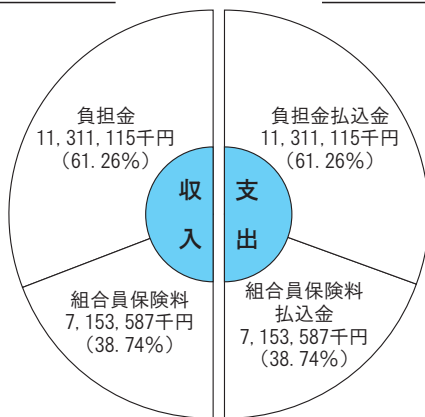 負担金
11,311,115千円
（61.26%）
収入
組合員保険料
7,153,587千円
（38.74%）
負担金払込金
11,311,115千円
（61.26%）
支出
組合員保険料
払込金
7,153,587千円
（38.74%）